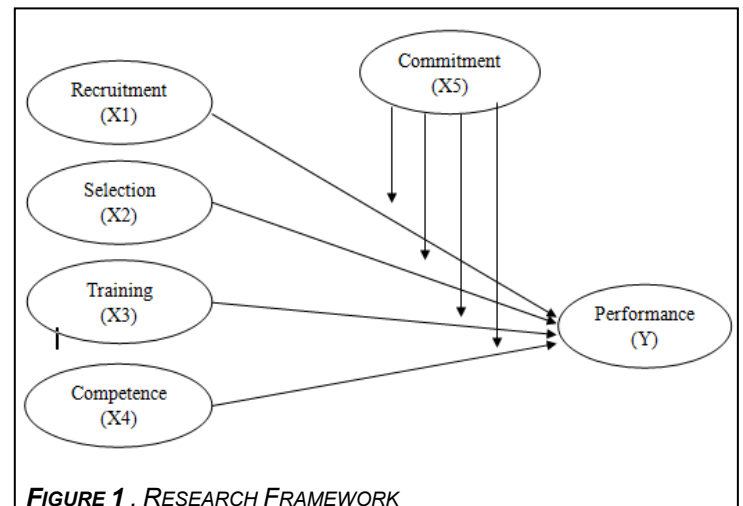 Commitment
(X5)
Recruitment
(X1)
Selection
(X2)
Training
(X3)
Performance
(Y)
Competence
(X4)
FIGURE 1 . RESEARCH FRAMEWORK